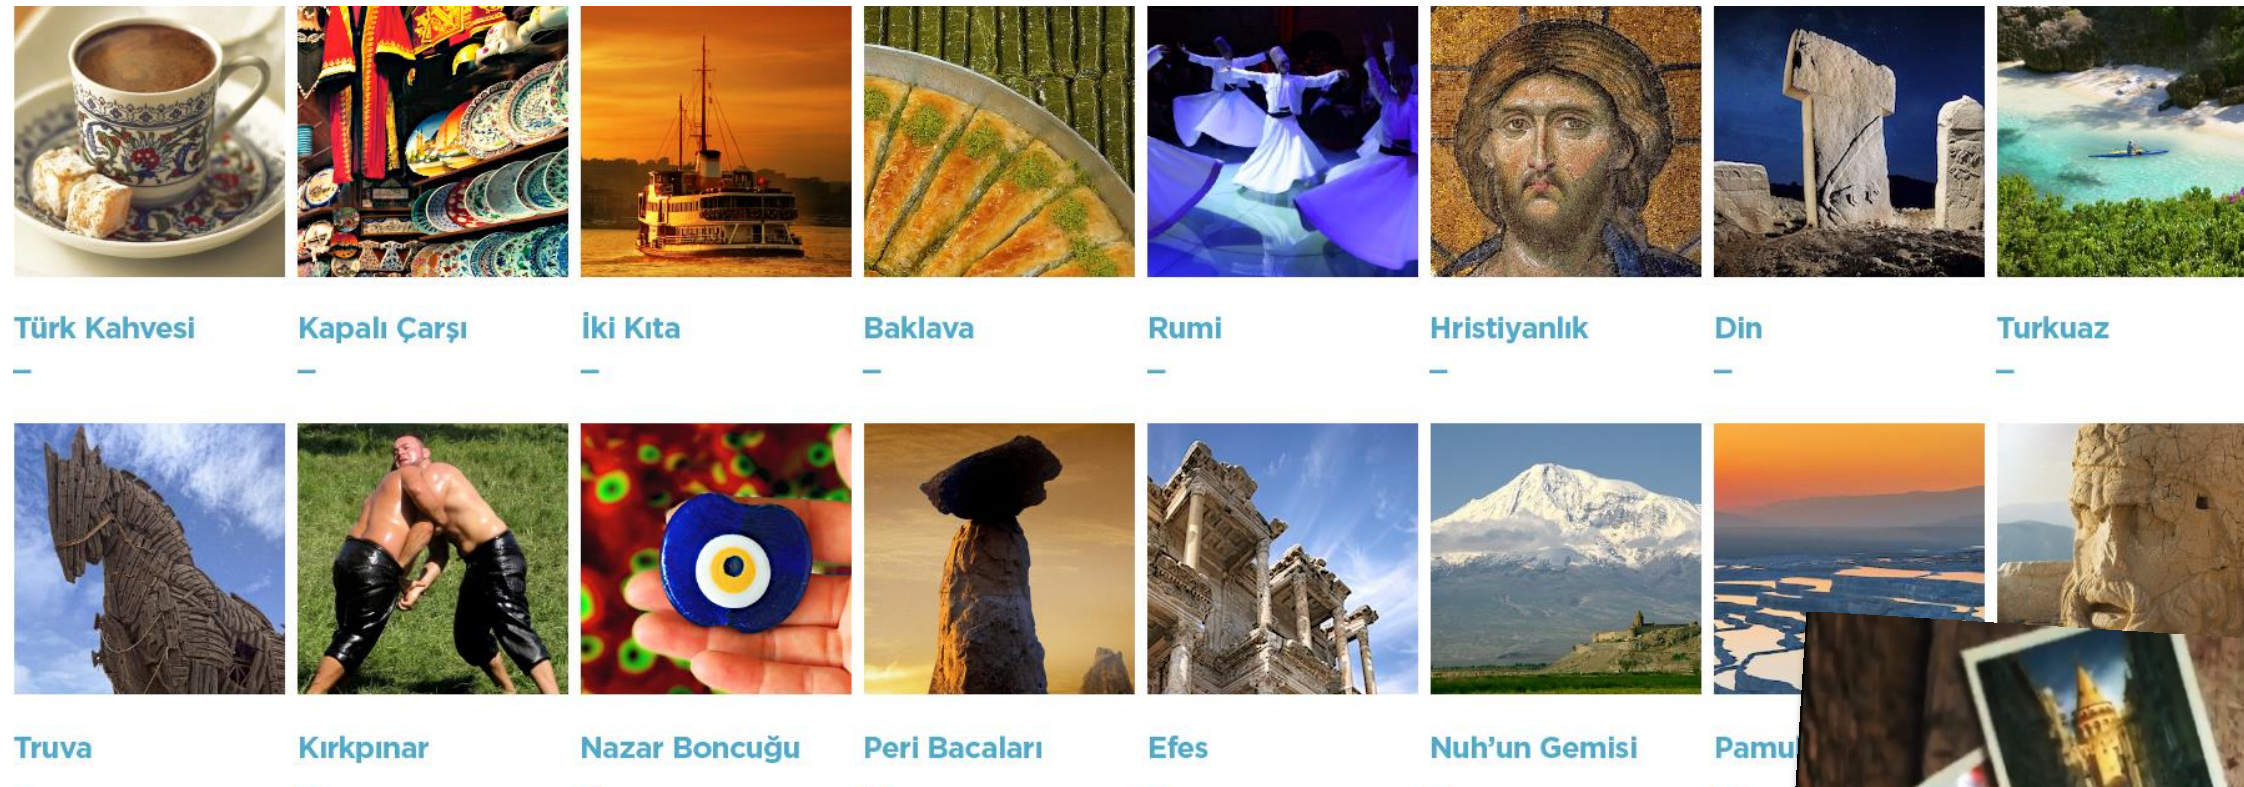 Türk Kahvesi
Kapalı Çarşı
İki Kıta
Baklava
Rumi
Hristiyanlık
Din
Turkuaz
Truva
Kırkpınar
Nazar Boncuğu
Peri Bacaları
Efes
Nuh’un Gemisi